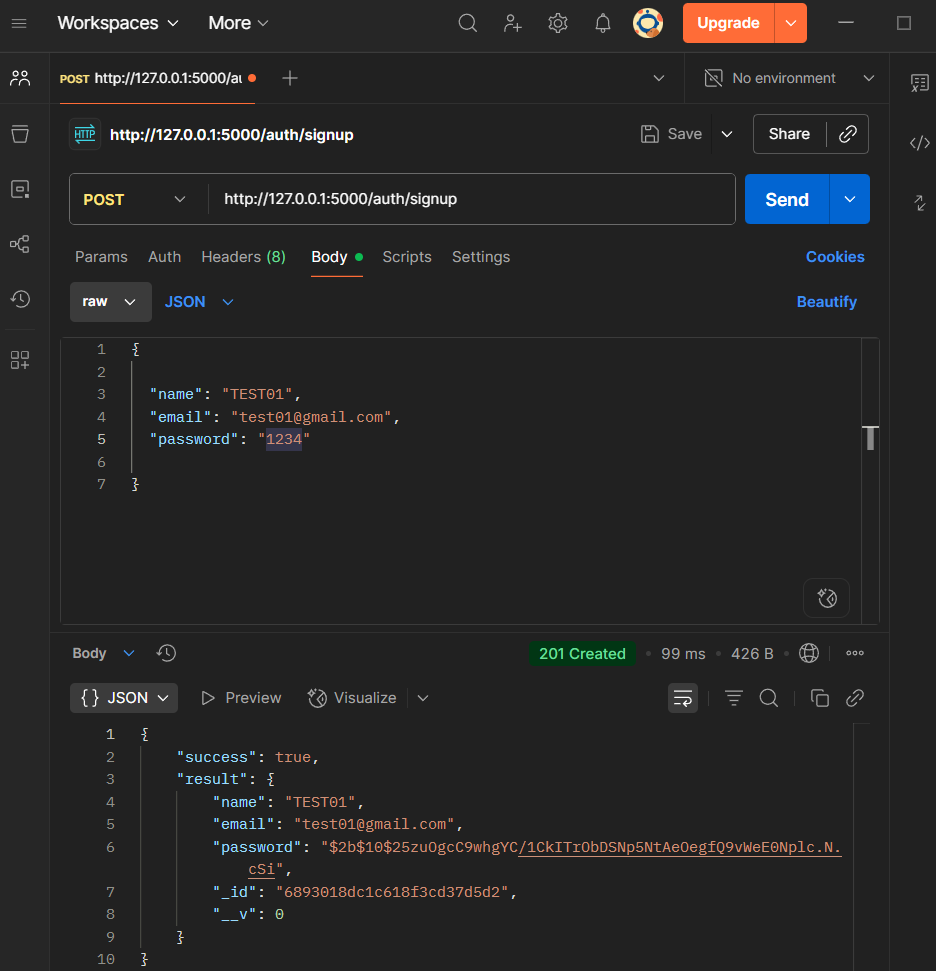 Workspaces More Upgrade
POST http://127.0.0.1:5000/au No environment
HTTP http://127.0.0.1:5000/auth/signup Save Share
POST http://127.0.0.1:5000/auth/signup Send
Params Auth Headers (8) Body Scripts Settings Cookies
raw JSON Beautify
1 {
2
3 "name": "TEST01",
4 "email": "test01@gmail.com",
5 "password": "1234"
6
7 }
Body 201 Created • 99 ms • 426 B •
{} JSON Preview Visualize
1 {
2 "success": true,
3 "result": {
4 "name": "TEST01",
5 "email": "test01@gmail.com",
6 "password": "$2b$10$25zuOgcC9whgYC/1CkITrObDSNp5NtAeOegfQ9vWeE0Nplc.N.
cSi",
7 "_id": "6893018dc1c618f3cd37d5d2",
8 "__v": 0
9 }
10 }